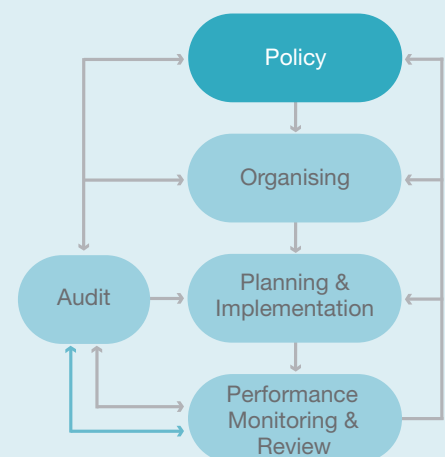 Policy
Organising
Audit
Planning &
Implementation
Performance
Monitoring &
Review